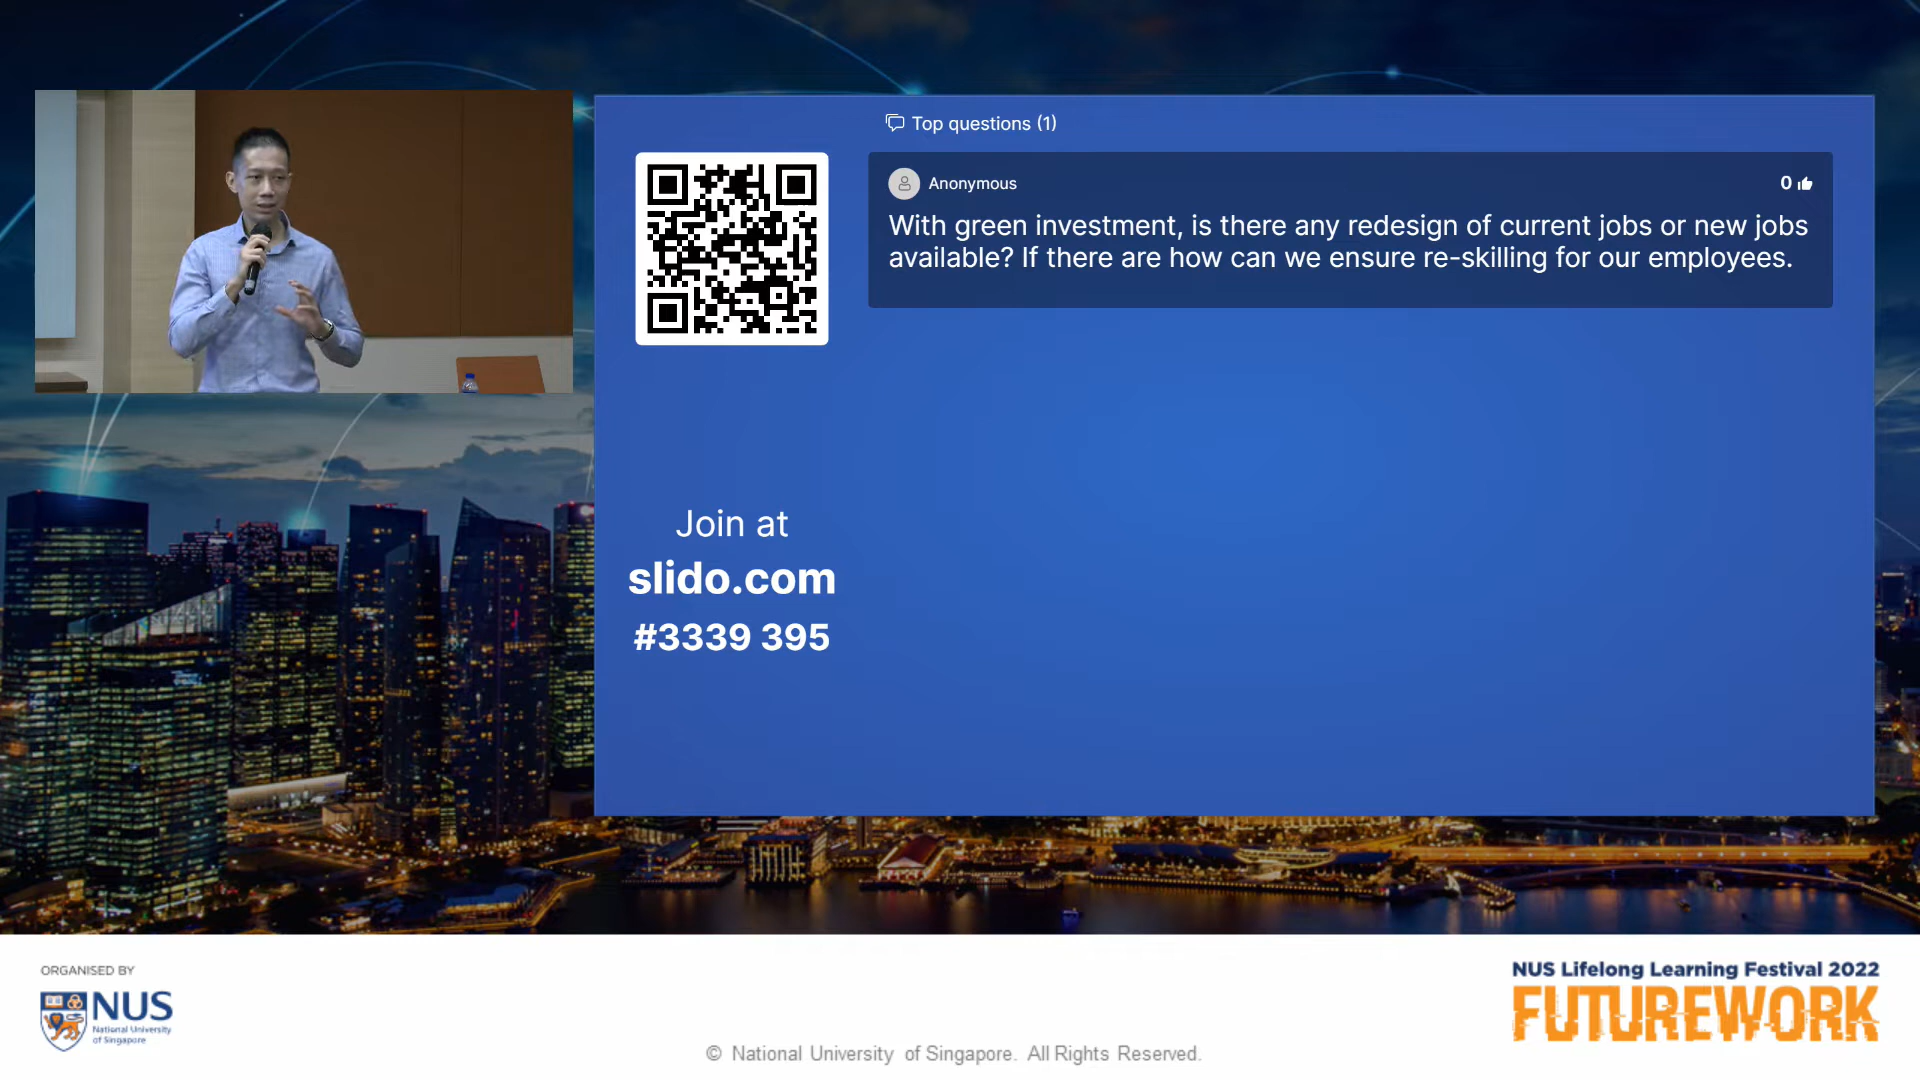 Top questions (1)
Anonymous
0
With green investment, is there any redesign of current jobs or new jobs
available? If there are how can we ensure re-skilling for our employees.
Join at
slido.com
#3339 395
ORGANISED BY
NUS
National University
of Singapore
NUS Lifelong Learning Festival 2022
FUTUREWORK
© National University of Singapore. All Rights Reserved.